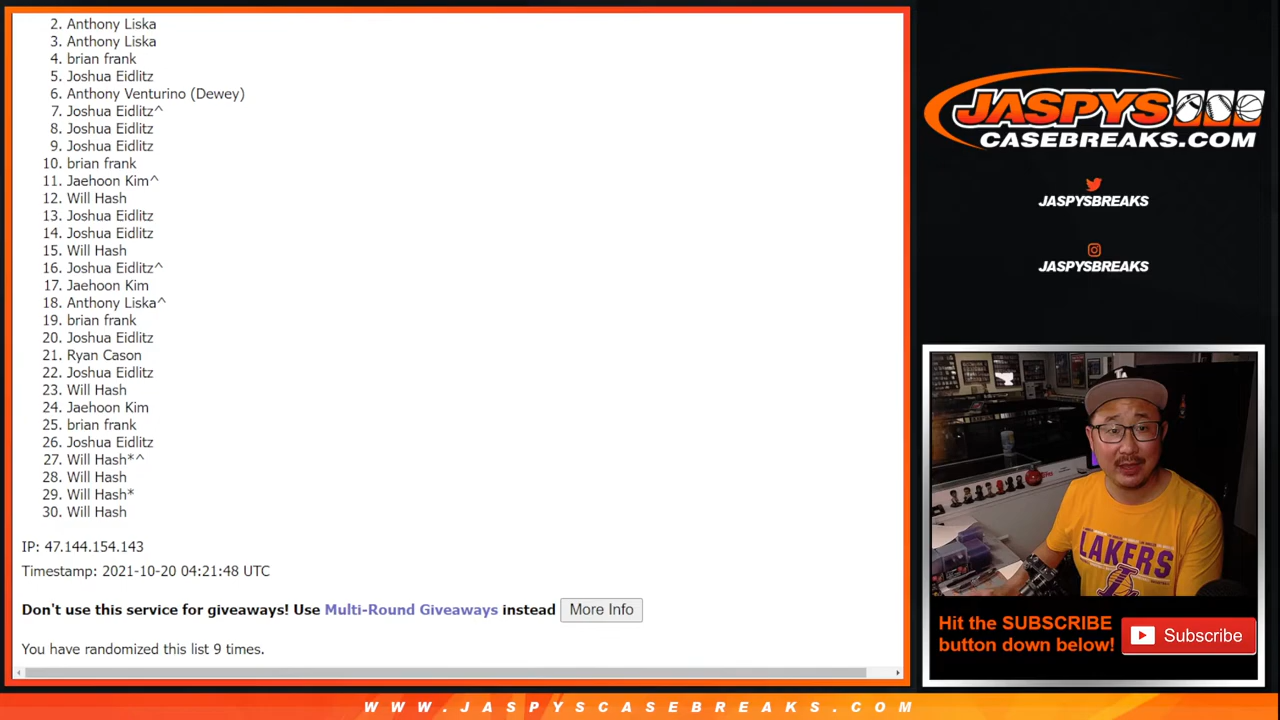 2. Anthony Liska
3. Anthony Liska
4. brian frank
5. Joshua Eidlitz
6. Anthony Venturino (Dewey)
7. Joshua Eidlitz^
8. Joshua Eidlitz
9. Joshua Eidlitz
10. brian frank
11. Jaehoon Kim^
12. Will Hash
13. Joshua Eidlitz
14. Joshua Eidlitz
15. Will Hash
16. Joshua Eidlitz^
17. Jaehoon Kim
18. Anthony Liska^
19. brian frank
20. Joshua Eidlitz
21. Ryan Cason
22. Joshua Eidlitz
23. Will Hash
24. Jaehoon Kim
25. brian frank
26. Joshua Eidlitz
27. Will Hash*^
28. Will Hash
29. Will Hash*
30. Will Hash
IP: 47.144.154.143
Timestamp: 2021-10-20 04:21:48 UTC
Don't use this service for giveaways! Use Multi-Round Giveaways instead More Info
You have randomized this list 9 times.
JASPYS
CASEBREAKS.COM
JASPYSBREAKS
JASPYSBREAKS
LAKERS
Hit the SUBSCRIBE
button down below!
Subscribe
WWW.JASPYSCASEBREAKS.COM